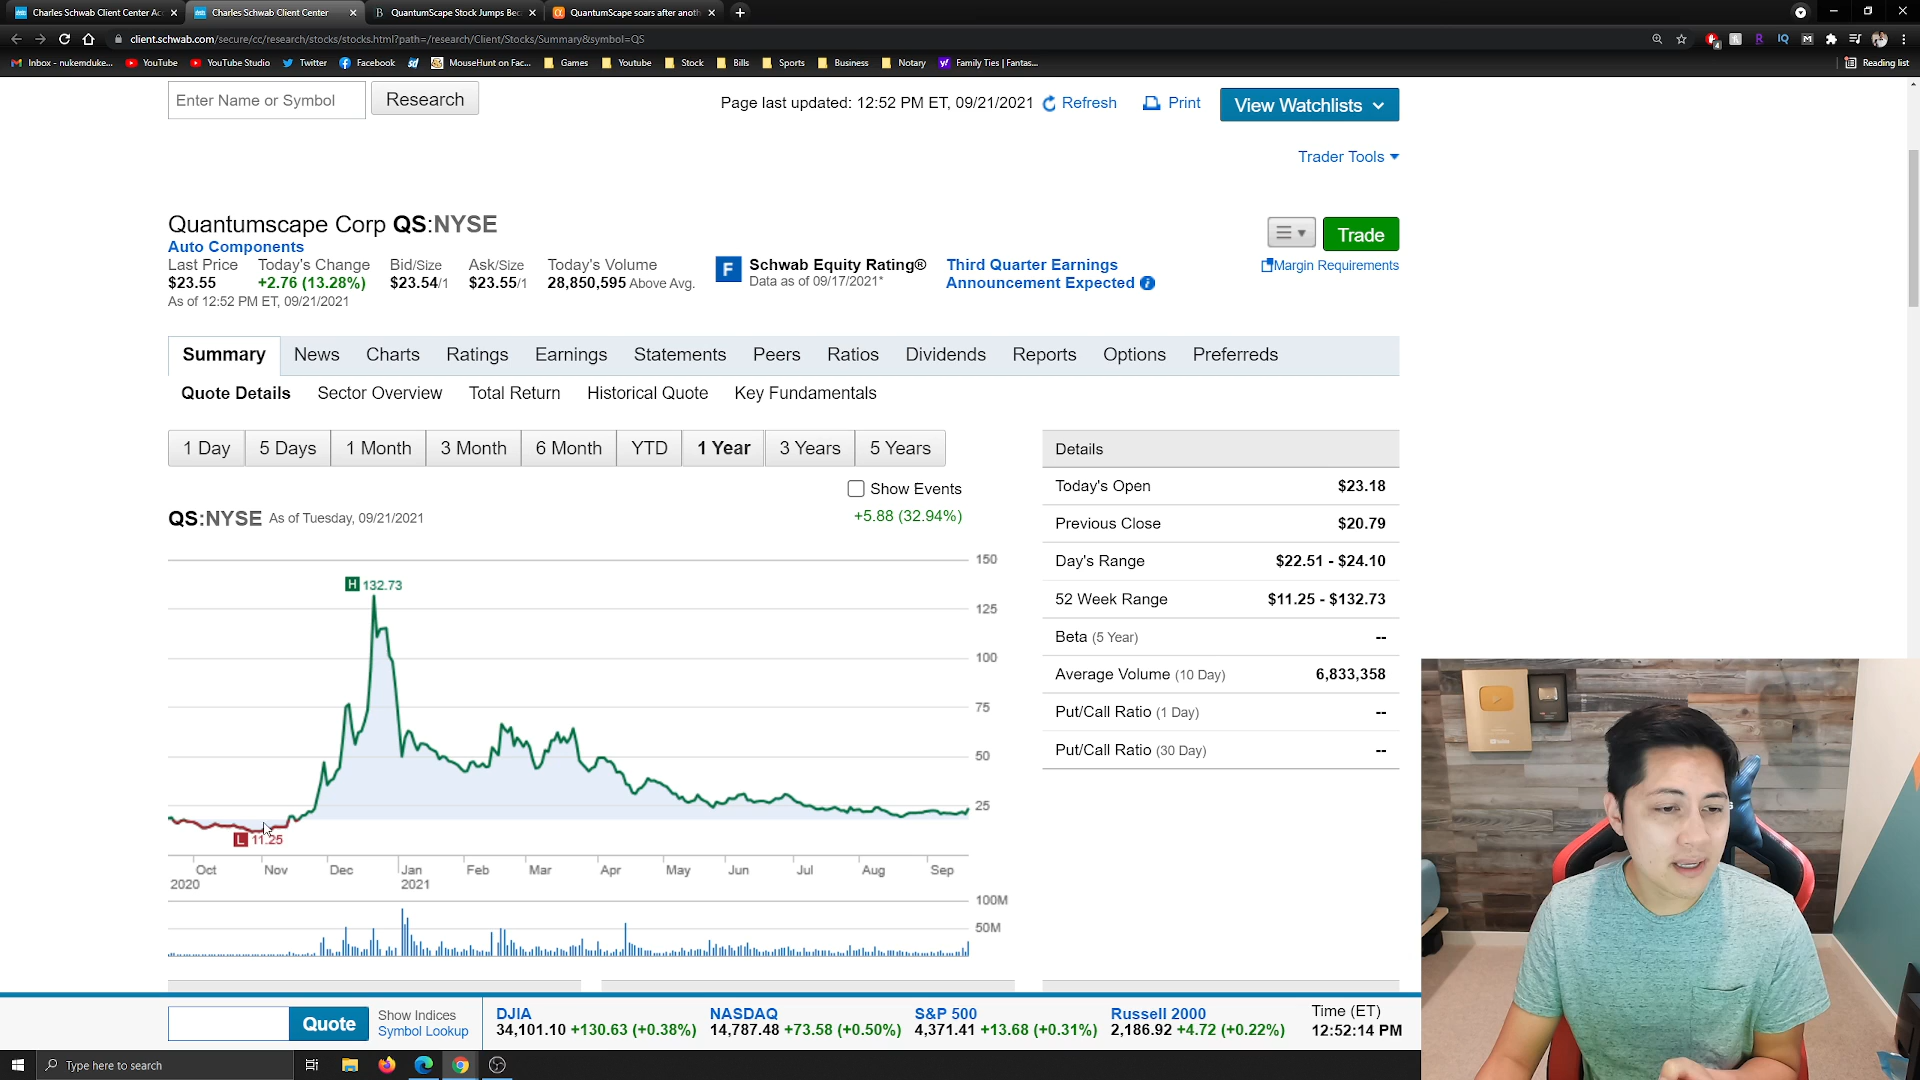 Charles Schwab Client Center Ac
Charles Schwab Client Center
QuantumScape Stock Jumps Bec
QuantumScape soars after anoth
client.schwab.com/secure/cc/research/stocks/stocks.html?path=/research/Client/Stocks/Summary&symbol=QS
Inbox - nukemduke... YouTube YouTube Studio Twitter Facebook MouseHunt on Fac... Games Youtube Stock Bills Sports Business Notary Family Ties | Fantas... Reading list
Enter Name or Symbol Research Page last updated: 12:52 PM ET, 09/21/2021 Refresh Print View Watchlists
Trader Tools
Quantumscape Corp QS:NYSE
Trade
Auto Components
Last Price Today's Change Bid/Size Ask/Size Today's Volume
$23.55 +2.76 (13.28%) $23.54/1 $23.55/1 28,850,595 Above Avg.
As of 12:52 PM ET, 09/21/2021
F Schwab Equity Rating®
Data as of 09/17/2021*
Third Quarter Earnings
Announcement Expected
Margin Requirements
Summary News Charts Ratings Earnings Statements Peers Ratios Dividends Reports Options Preferreds
Quote Details Sector Overview Total Return Historical Quote Key Fundamentals
1 Day 5 Days 1 Month 3 Month 6 Month YTD 1 Year 3 Years 5 Years
Show Events
QS:NYSE As of Tuesday, 09/21/2021 +5.88 (32.94%)
150
H 132.73
125
100
75
50
25
L 11.25
Oct Nov Dec Jan Feb Mar Apr May Jun Jul Aug Sep
2020 2021
100M
50M
Details
Today's Open $23.18
Previous Close $20.79
Day's Range $22.51 - $24.10
52 Week Range $11.25 - $132.73
Beta (5 Year) --
Average Volume (10 Day) 6,833,358
Put/Call Ratio (1 Day) --
Put/Call Ratio (30 Day) --
Quote
Show Indices
Symbol Lookup
DJIA
34,101.10 +130.63 (+0.38%)
NASDAQ
14,787.48 +73.58 (+0.50%)
S&P 500
4,371.41 +13.68 (+0.31%)
Russell 2000
2,186.92 +4.72 (+0.22%)
Time (ET)
12:52:14 PM
Type here to search